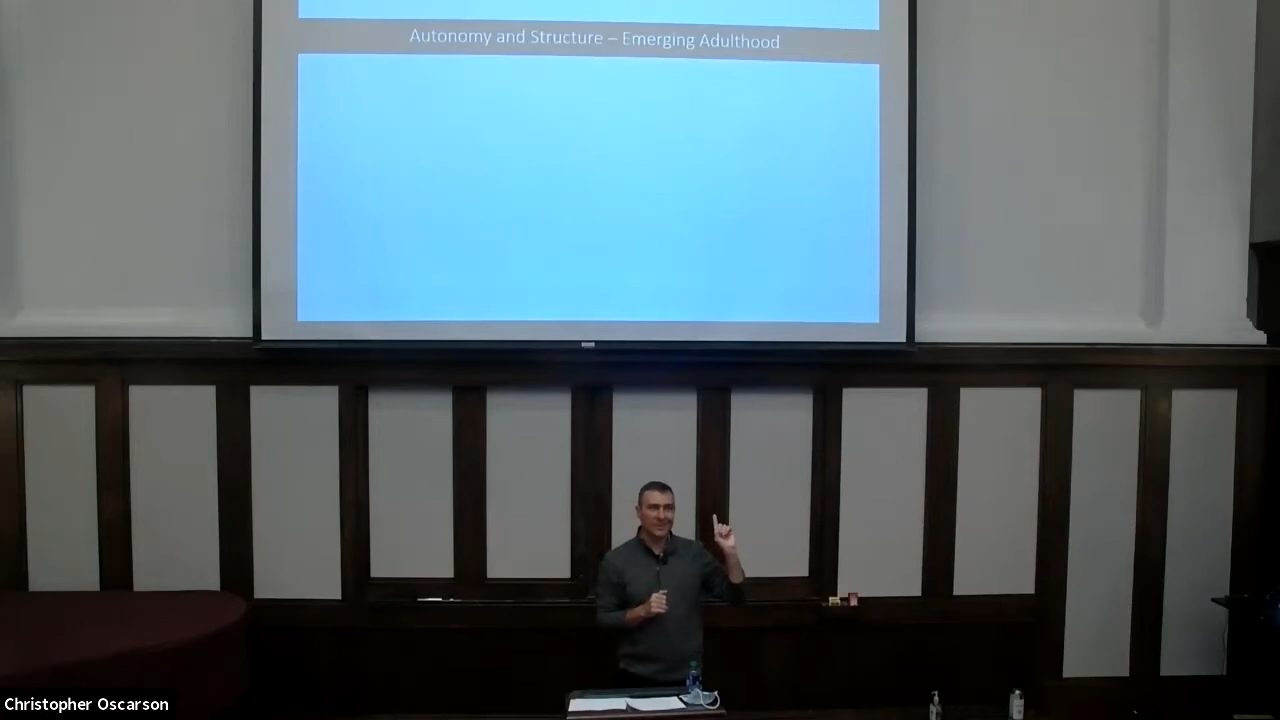 Autonomy and Structure – Emerging Adulthood
Christopher Oscarson